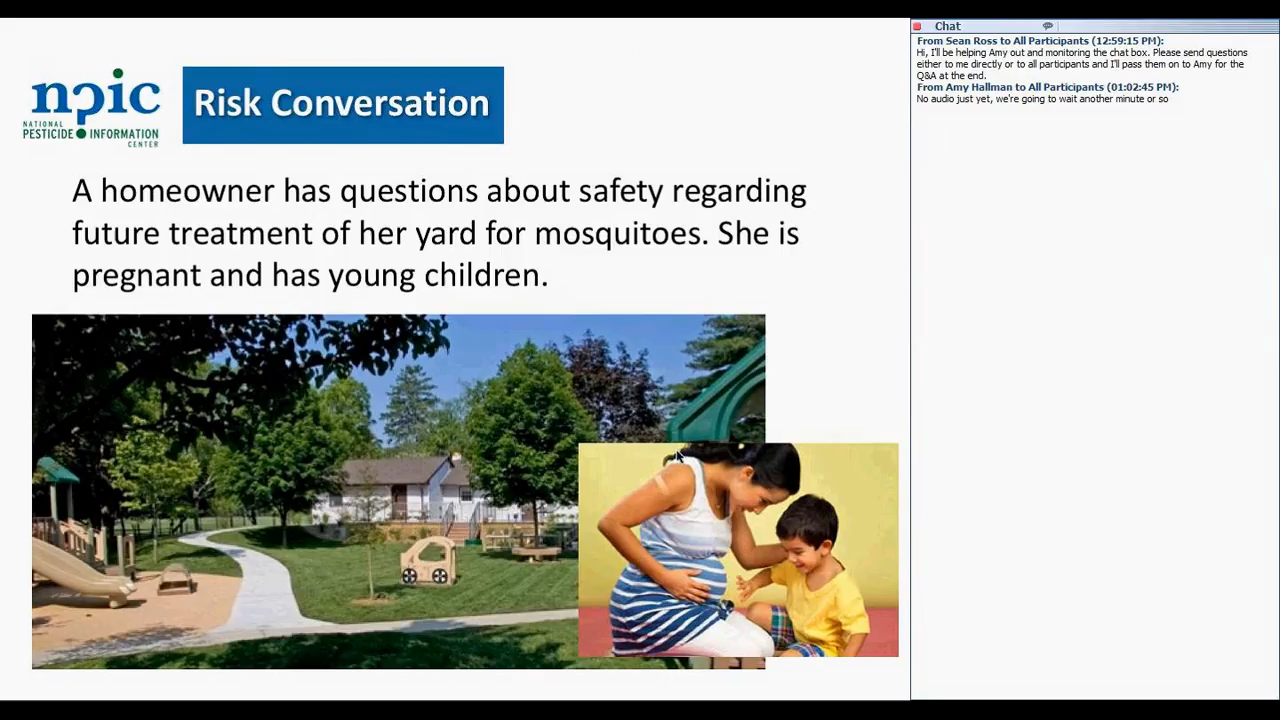 npic
NATIONAL
PESTICIDE INFORMATION
CENTER
Risk Conversation
A homeowner has questions about safety regarding
future treatment of her yard for mosquitoes. She is
pregnant and has young children.
Chat
From Sean Ross to All Participants (12:59:15 PM):
Hi, I'll be helping Amy out and monitoring the chat box. Please send questions
either to me directly or to all participants and I'll pass them on to Amy for the
Q&A at the end.
From Amy Hallman to All Participants (01:02:45 PM):
No audio just yet, we're going to wait another minute or so